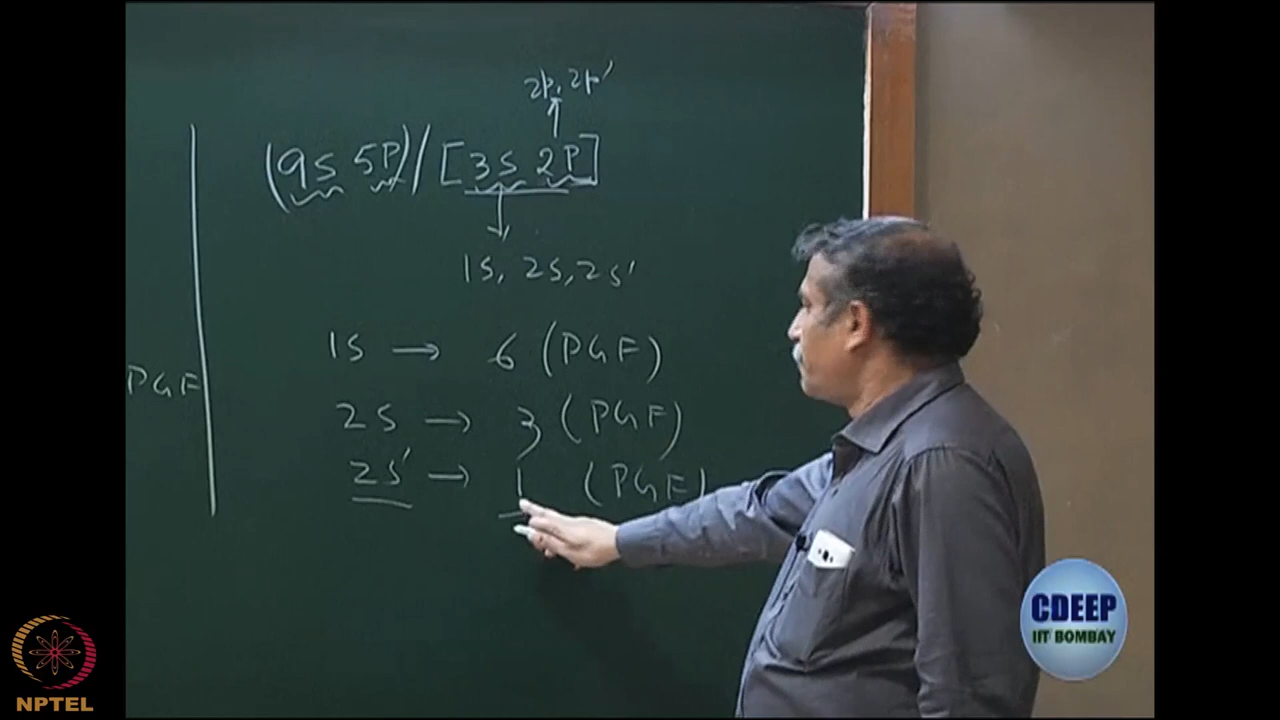 2p, 2p'
(9s 5P) / [3s 2P]
1s, 2s, 2s'
1s → 6 (PGF)
PGF
2s → 3 (PGF)
2s' → 1 (PGF)
CDEEP
IIT BOMBAY
NPTEL